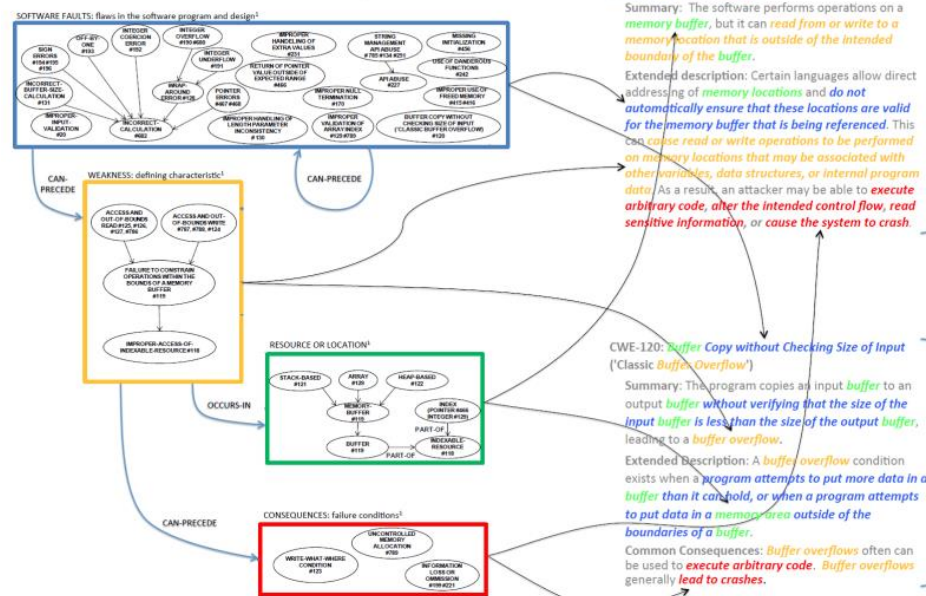 SOFTWARE FAULTS: flaws in the software program and design¹
SIGN
ERRORS
#194 #195
#196
OFF-BY-
ONE
#193
INTEGER
COERCION
ERROR
#192
INTEGER
OVERFLOW
#190 #680
INTEGER
UNDERFLOW
#191
IMPROPER
HANDELING OF
EXTRA VALUES
#231
STRING
MANAGEMENT
API ABUSE
#785 #134 #251
MISSING
INITIALIZATION
#456
INCORRECT-
BUFFER-SIZE-
CALCULATION
#131
WRAP-
AROUND
ERROR #128
RETURN OF POINTER
VALUE OUTSIDE OF
EXPECTED RANGE
#466
API ABUSE
#227
USE OF DANGEROUS
FUNCTIONS
#242
POINTER
ERRORS
#467 #468
IMPROPER NULL
TERMINATION
#170
IMPROPER USE OF
FREED MEMORY
#415 #416
IMPROPER-
INPUT-
VALIDATION
#20
INCORRECT-
CALCULATION
#682
IMPROPER HANDLING OF
LENGTH PARAMETER
INCONSISTENCY
#130
IMPROPER
VALIDATION OF
ARRAY INDEX
#129 #789
BUFFER COPY WITHOUT
CHECKING SIZE OF INPUT
('CLASSIC BUFFER OVERFLOW')
#120
CAN-
PRECEDE
CAN-PRECEDE
WEAKNESS: defining characteristic¹
ACCESS AND
OUT-OF-BOUNDS
READ #125, #126,
#127, #786
ACCESS AND OUT-
OF-BOUNDS WRITE
#787, #788, #124
FAILURE TO CONSTRAIN
OPERATIONS WITHIN THE
BOUNDS OF A MEMORY
BUFFER
#119
IMPROPER-ACCESS-OF-
INDEXABLE-RESOURCE #118
OCCURS-IN
RESOURCE OR LOCATION¹
STACK-BASED
#121
ARRAY
#129
HEAP-BASED
#122
MEMORY-
BUFFER
#119
INDEX
(POINTER #466
INTEGER #129)
PART-OF
BUFFER
#119
PART-OF
INDEXABLE-
RESOURCE
#118
CAN-PRECEDE
CONSEQUENCES: failure conditions¹
WRITE-WHAT-WHERE
CONDITION
#123
UNCONTROLLED
MEMORY
ALLOCATION
#789
INFORMATION
LOSS OR
OMMISSION
#199 #221
Summary: The software performs operations on a
memory buffer, but it can read from or write to a
memory location that is outside of the intended
boundary of the buffer.
Extended description: Certain languages allow direct
addressing of memory locations and do not
automatically ensure that these locations are valid
for the memory buffer that is being referenced. This
can cause read or write operations to be performed
on memory locations that may be associated with
other variables, data structures, or internal program
data. As a result, an attacker may be able to execute
arbitrary code, alter the intended control flow, read
sensitive information, or cause the system to crash.
CWE-120: Buffer Copy without Checking Size of Input
('Classic Buffer Overflow')
Summary: The program copies an input buffer to an
output buffer without verifying that the size of the
input buffer is less than the size of the output buffer,
leading to a buffer overflow.
Extended Description: A buffer overflow condition
exists when a program attempts to put more data in a
buffer than it can hold, or when a program attempts
to put data in a memory area outside of the
boundaries of a buffer.
Common Consequences: Buffer overflows often can
be used to execute arbitrary code. Buffer overflows
generally lead to crashes.